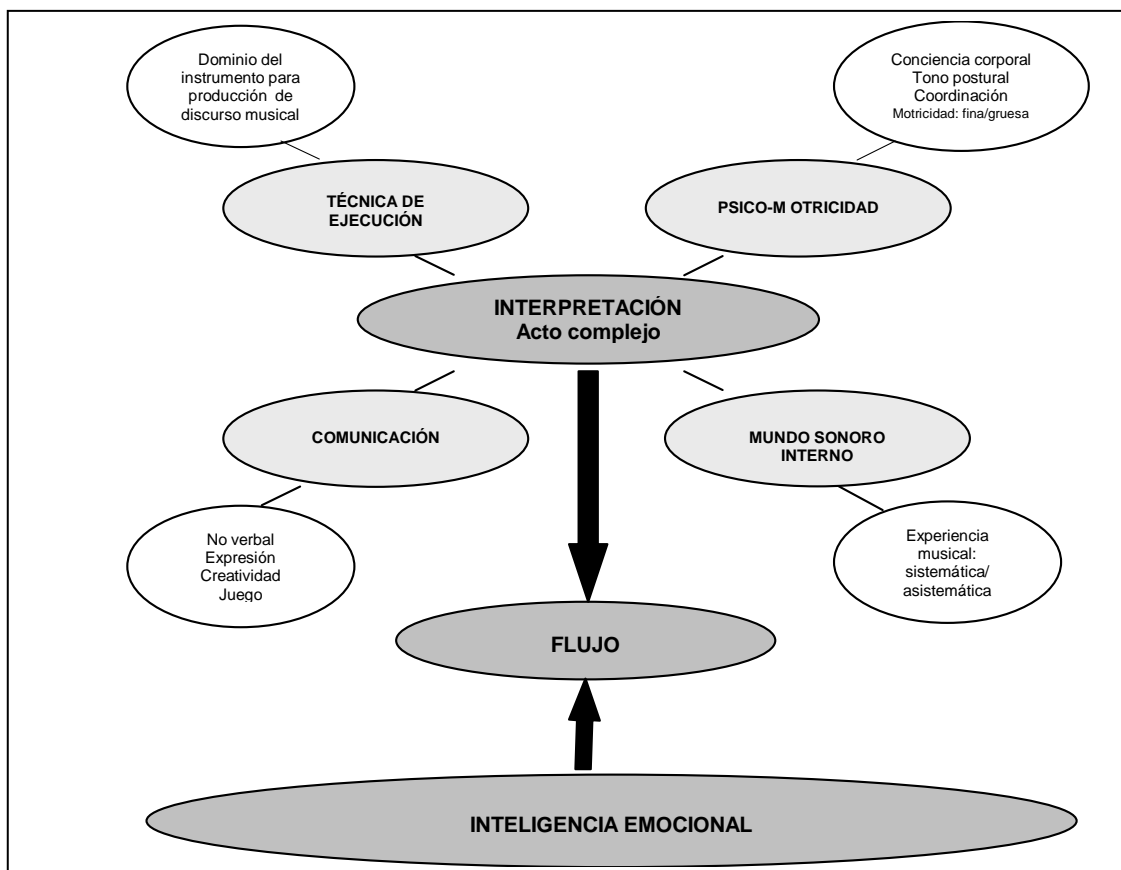 Dominio del
instrumento para
producción de
discurso musical
Conciencia corporal
Tono postural
Coordinación
Motricidad: fina/gruesa
TÉCNICA DE
EJECUCIÓN
PSICO-M OTRICIDAD
INTERPRETACIÓN
Acto complejo
COMUNICACIÓN
MUNDO SONORO
INTERNO
No verbal
Expresión
Creatividad
Juego
Experiencia
musical:
sistemática/
asistemática
FLUJO
INTELIGENCIA EMOCIONAL